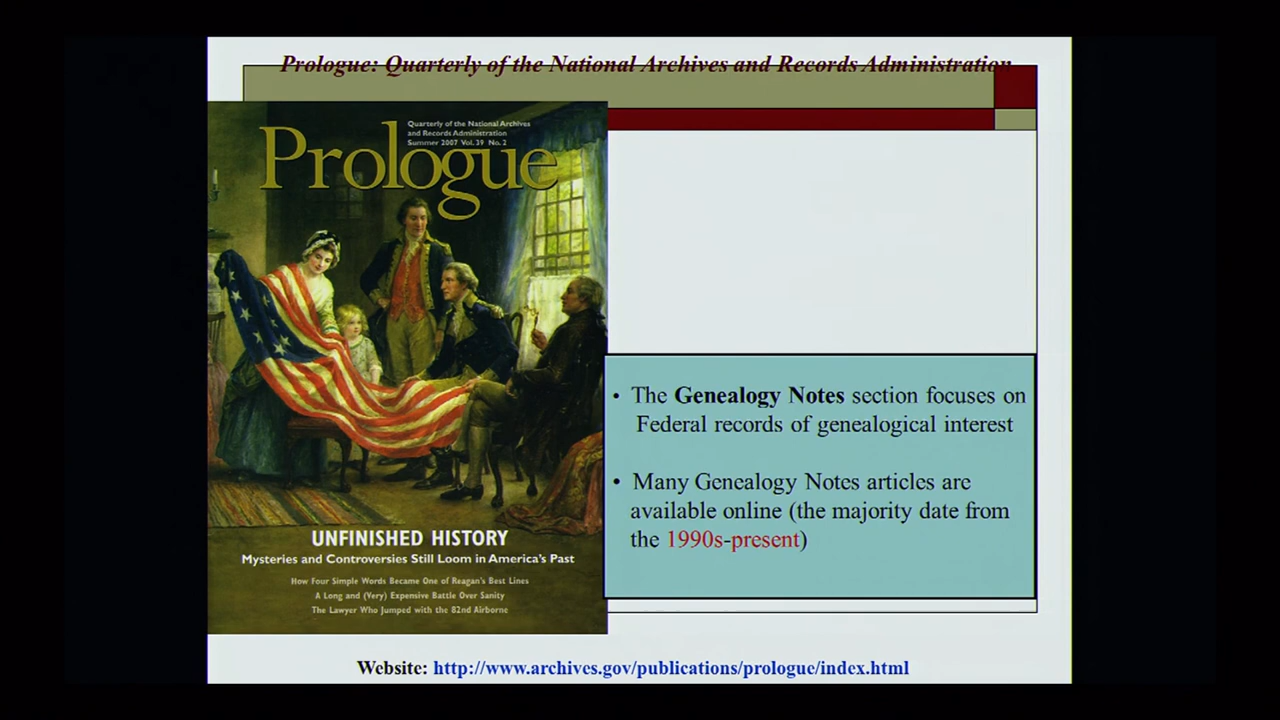 Prologue: Quarterly of the National Archives and Records Administration
Quarterly of the National Archives
and Records Administration
Summer 2007 Vol. 39 No. 2
Prologue
UNFINISHED HISTORY
Mysteries and Controversies Still Loom in America's Past
How Four Simple Words Became One of Reagan's Best Lines
A Long and (Very) Expensive Battle Over Sanity
The Lawyer Who Jumped with the 82nd Airborne
• The Genealogy Notes section focuses on
Federal records of genealogical interest
• Many Genealogy Notes articles are
available online (the majority date from
the 1990s-present)
Website: http://www.archives.gov/publications/prologue/index.html